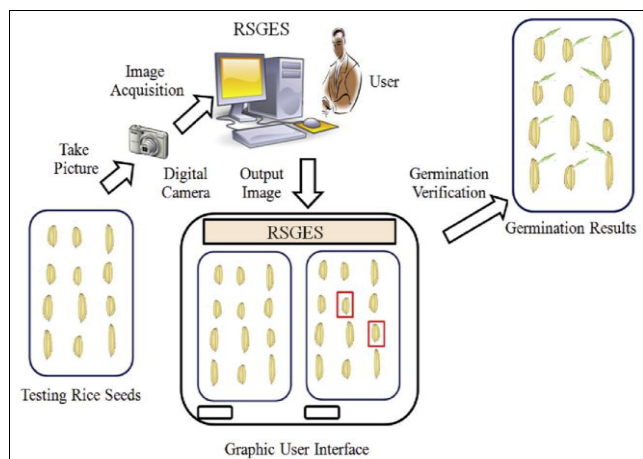 RSGES
Image
Acquisition
User
Take
Picture
Digital
Camera
Output
Image
Germination
Verification
Germination Results
RSGES
Testing Rice Seeds
Graphic User Interface